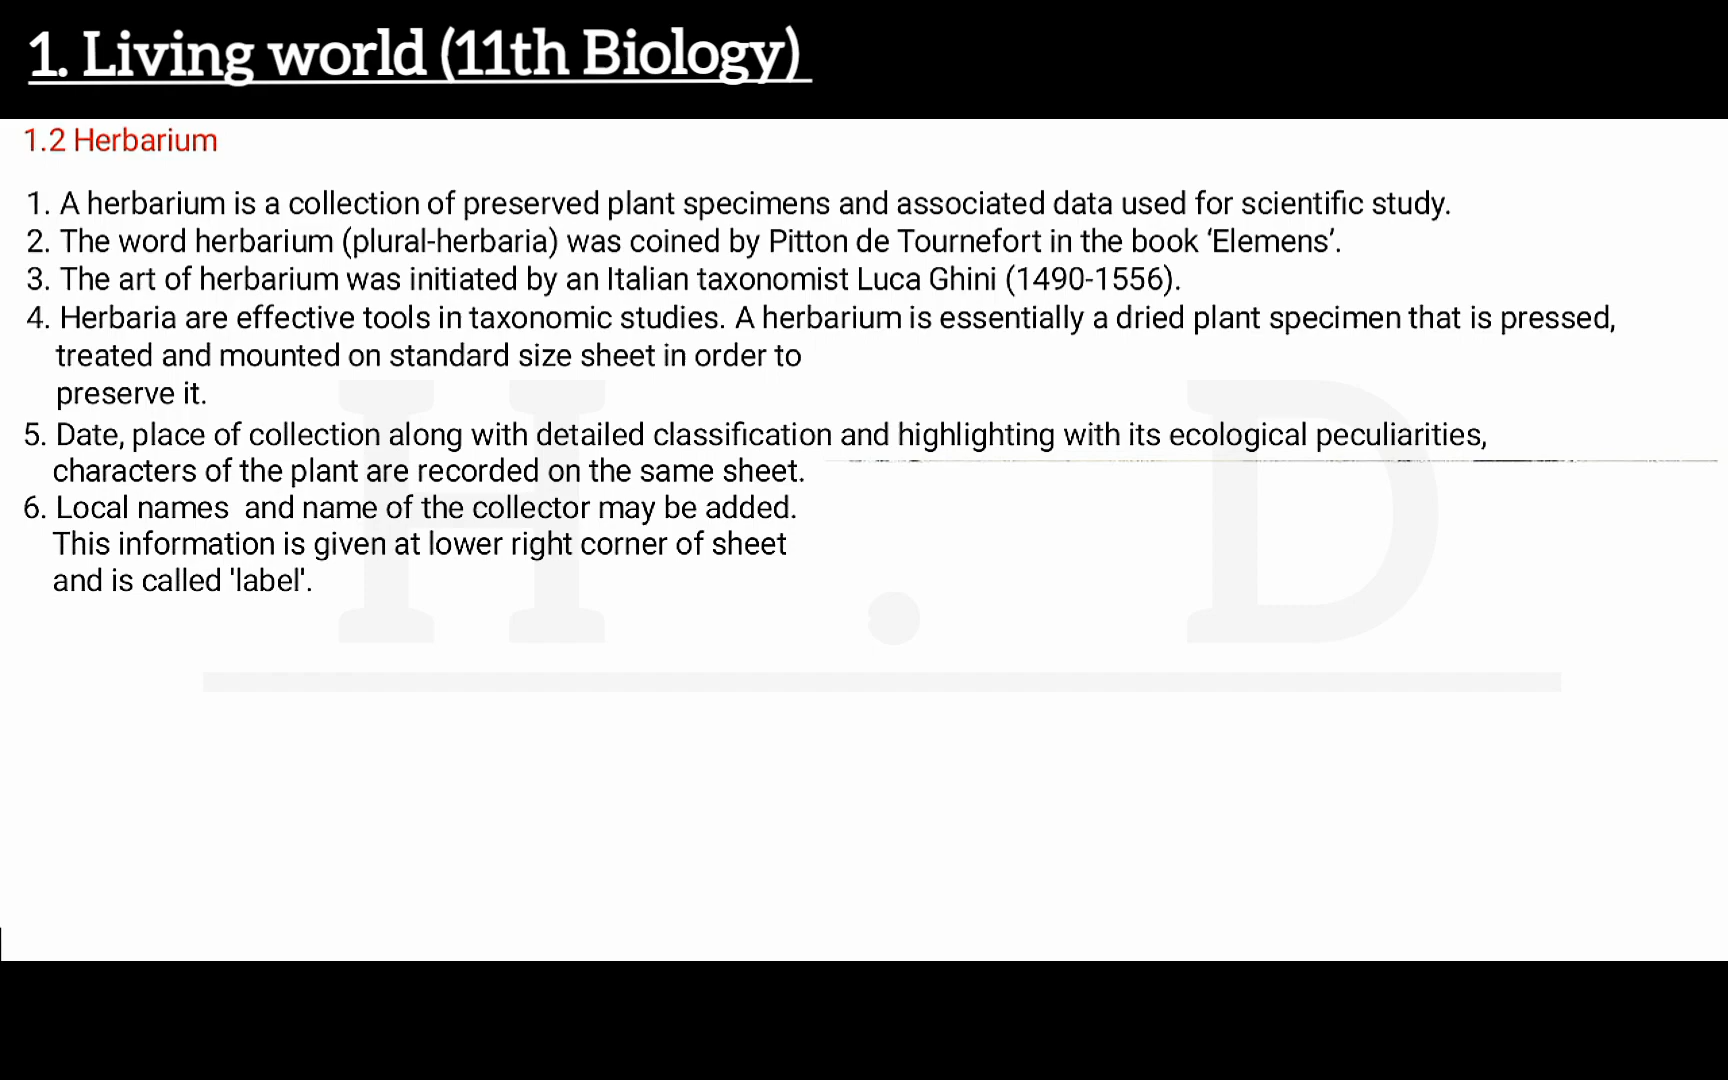 1. Living world (11th Biology)
1.2 Herbarium
1. A herbarium is a collection of preserved plant specimens and associated data used for scientific study.
2. The word herbarium (plural-herbaria) was coined by Pitton de Tournefort in the book ‘Elemens’.
3. The art of herbarium was initiated by an Italian taxonomist Luca Ghini (1490-1556).
4. Herbaria are effective tools in taxonomic studies. A herbarium is essentially a dried plant specimen that is pressed,
treated and mounted on standard size sheet in order to
preserve it.
5. Date, place of collection along with detailed classification and highlighting with its ecological peculiarities,
characters of the plant are recorded on the same sheet.
6. Local names  and name of the collector may be added.
This information is given at lower right corner of sheet
and is called 'label'.
H . D